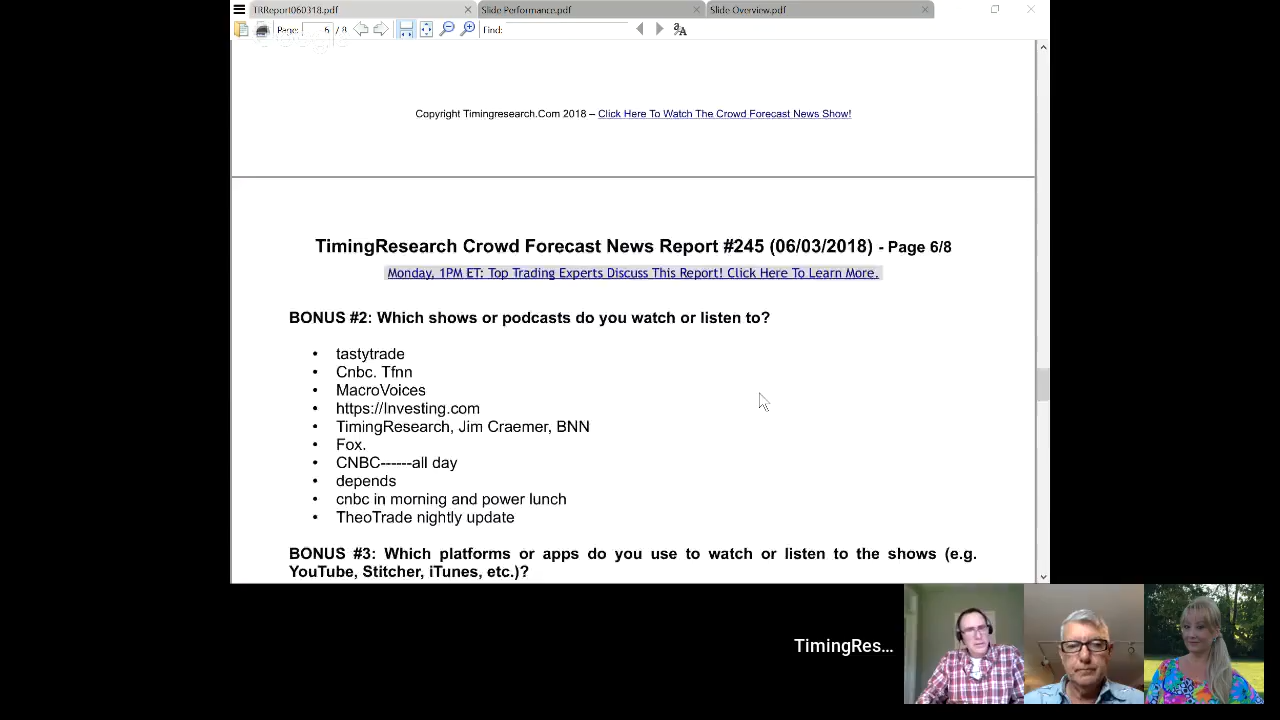 TRReport060318.pdf
Slide Performance.pdf
Slide Overview.pdf
Page: 6 / 8
Find:
Copyright Timingresearch.Com 2018 – Click Here To Watch The Crowd Forecast News Show!
TimingResearch Crowd Forecast News Report #245 (06/03/2018) - Page 6/8
Monday, 1PM ET: Top Trading Experts Discuss This Report! Click Here To Learn More.
BONUS #2: Which shows or podcasts do you watch or listen to?
• tastytrade
• Cnbc. Tfnn
• MacroVoices
• https://Investing.com
• TimingResearch, Jim Craemer, BNN
• Fox.
• CNBC------all day
• depends
• cnbc in morning and power lunch
• TheoTrade nightly update
BONUS #3: Which platforms or apps do you use to watch or listen to the shows (e.g.
YouTube, Stitcher, iTunes, etc.)?
TimingRes...